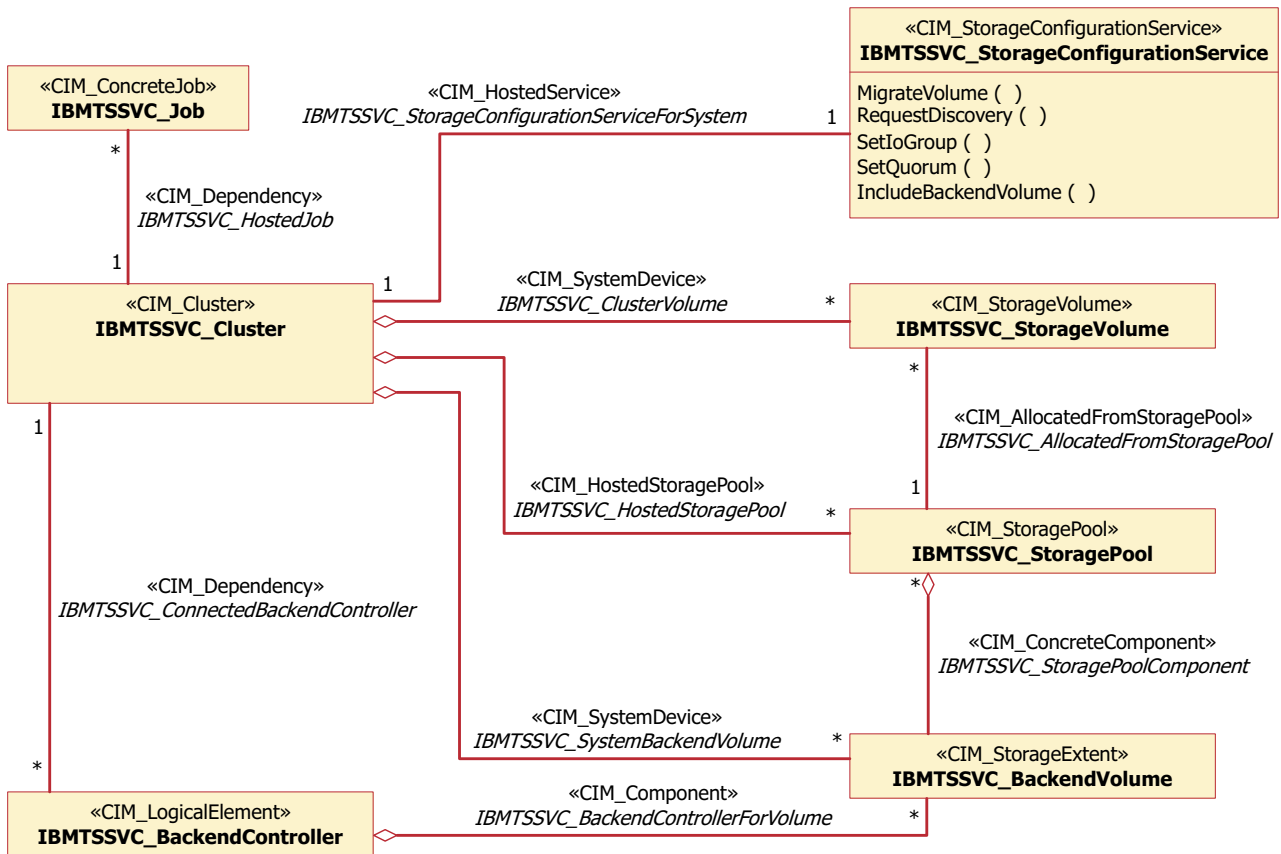 «CIM_StorageConfigurationService»
IBMTSSVC_StorageConfigurationService
MigrateVolume ( )
RequestDiscovery ( )
SetIoGroup ( )
SetQuorum ( )
IncludeBackendVolume ( )
«CIM_ConcreteJob»
IBMTSSVC_Job
«CIM_HostedService»
IBMTSSVC_StorageConfigurationServiceForSystem
1
*
«CIM_Dependency»
IBMTSSVC_HostedJob
1
1
«CIM_Cluster»
IBMTSSVC_Cluster
«CIM_SystemDevice»
IBMTSSVC_ClusterVolume
*
«CIM_StorageVolume»
IBMTSSVC_StorageVolume
*
«CIM_AllocatedFromStoragePool»
IBMTSSVC_AllocatedFromStoragePool
1
1
«CIM_HostedStoragePool»
IBMTSSVC_HostedStoragePool
*
«CIM_StoragePool»
IBMTSSVC_StoragePool
*
«CIM_Dependency»
IBMTSSVC_ConnectedBackendController
«CIM_ConcreteComponent»
IBMTSSVC_StoragePoolComponent
«CIM_SystemDevice»
IBMTSSVC_SystemBackendVolume
*
«CIM_StorageExtent»
IBMTSSVC_BackendVolume
*
«CIM_LogicalElement»
IBMTSSVC_BackendController
«CIM_Component»
IBMTSSVC_BackendControllerForVolume
*